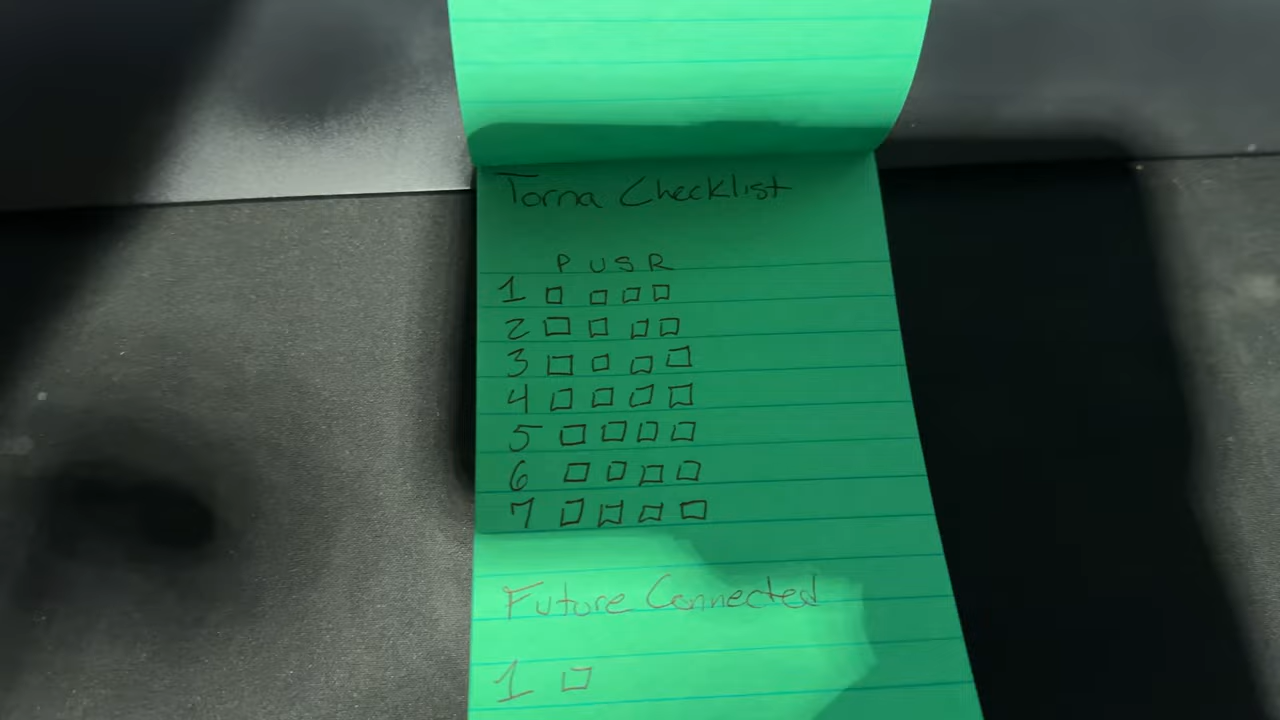 Torna Checklist
P U S R
1 □ □ □ □
2 □ □ □ □
3 □ □ □ □
4 □ □ □ □
5 □ □ □ □
6 □ □ □ □
7 □ □ □ □
Future Connected
1 □